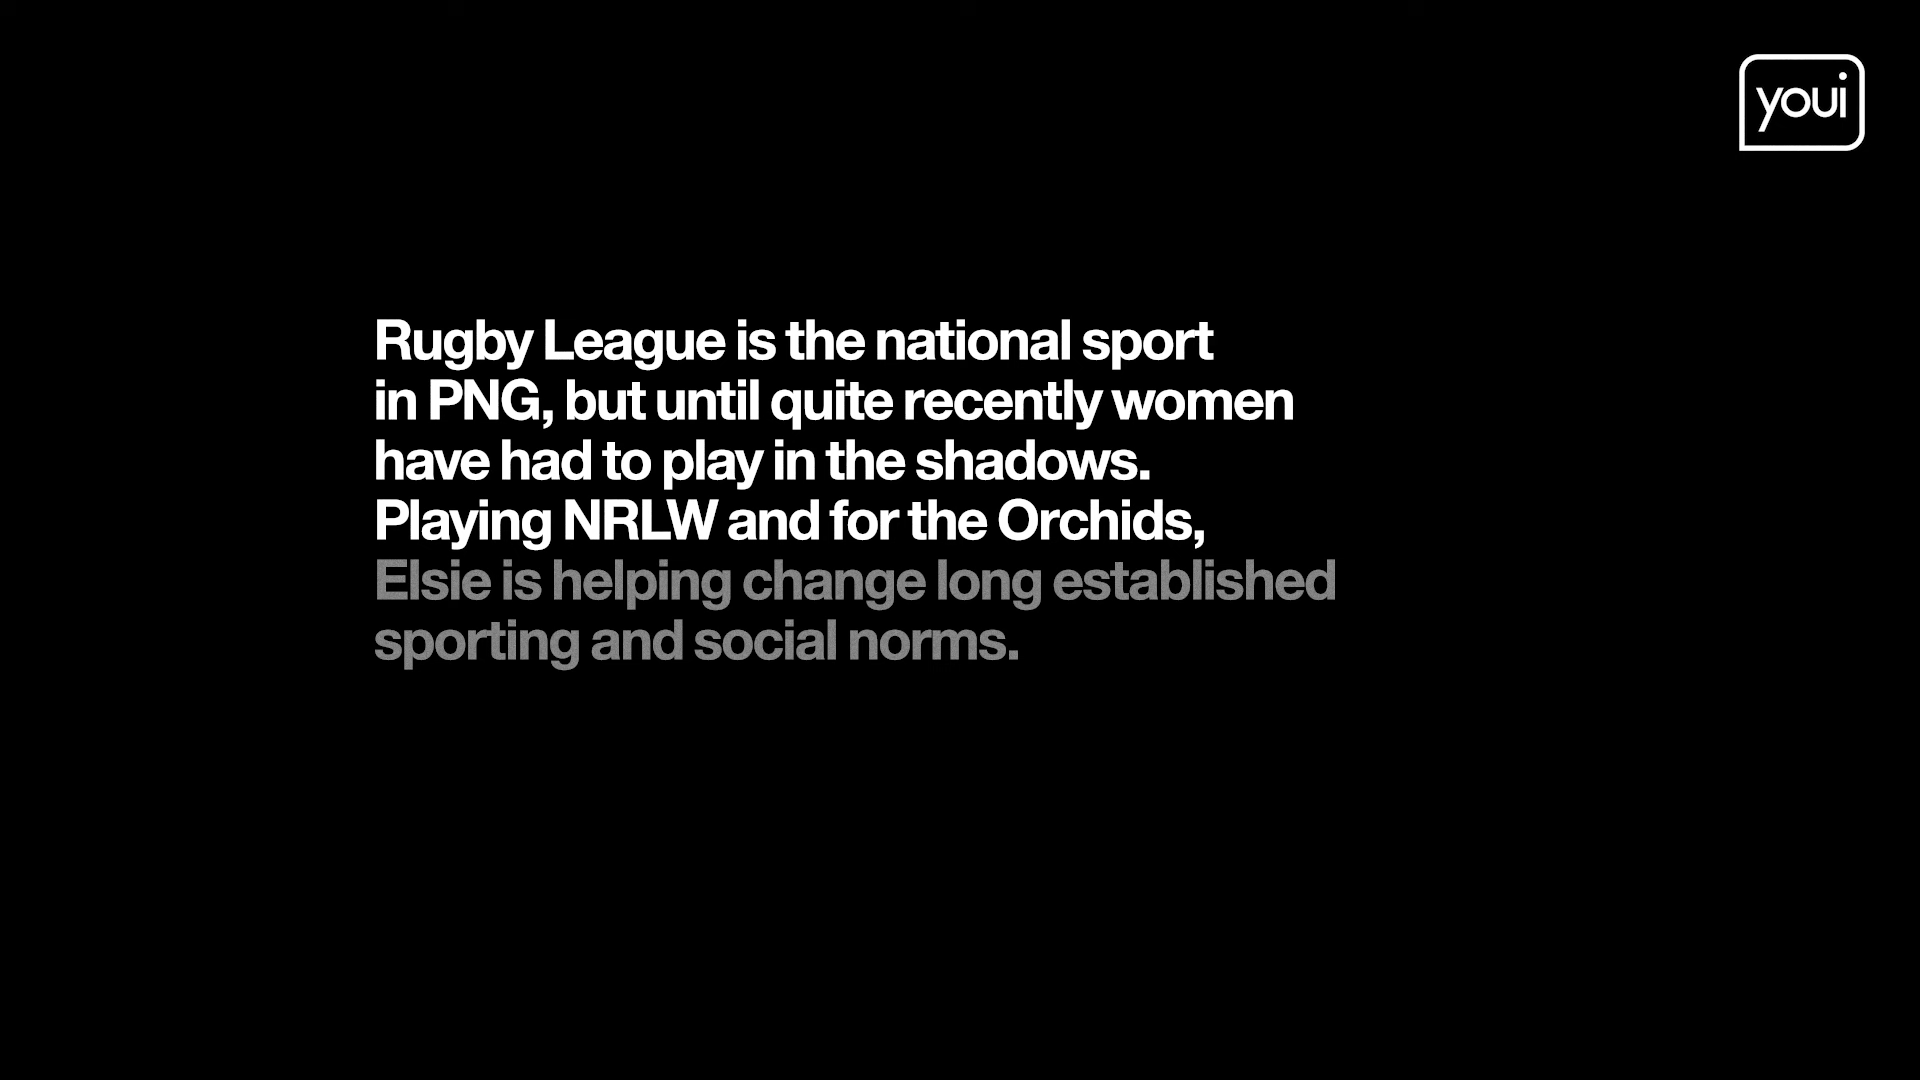 youi
Rugby League is the national sport
in PNG, but until quite recently women
have had to play in the shadows.
Playing NRLW and for the Orchids,
Elsie is helping change long established
sporting and social norms.